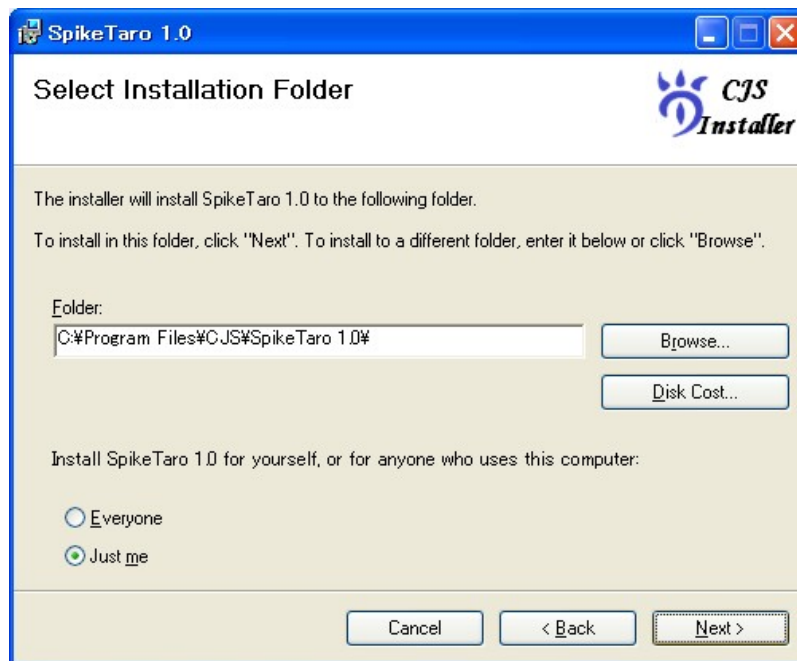 SpikeTaro 1.0
Select Installation Folder
CJS
Installer
The installer will install SpikeTaro 1.0 to the following folder.
To install in this folder, click "Next". To install to a different folder, enter it below or click "Browse".
Folder:
C:¥Program Files¥CJS¥SpikeTaro 1.0¥
Browse...
Disk Cost...
Install SpikeTaro 1.0 for yourself, or for anyone who uses this computer:
Everyone
Just me
Cancel
< Back
Next >